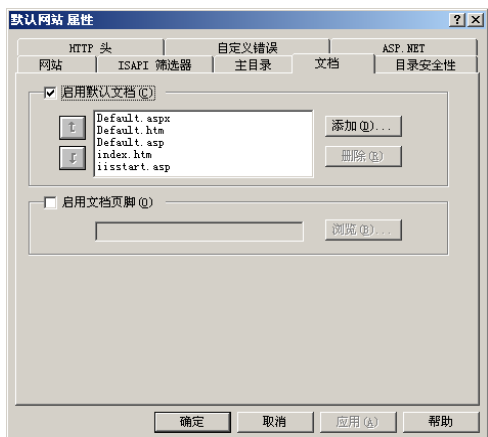 默认网站 属性
HTTP 头 自定义错误 ASP.NET
网站 ISAPI 筛选器 主目录 文档 目录安全性
启用默认文档(C)
Default.aspx
Default.htm
Default.asp
index.htm
iisstart.asp
添加(D)...
删除(R)
启用文档页脚(O)
浏览(B)...
确定 取消 应用(A) 帮助